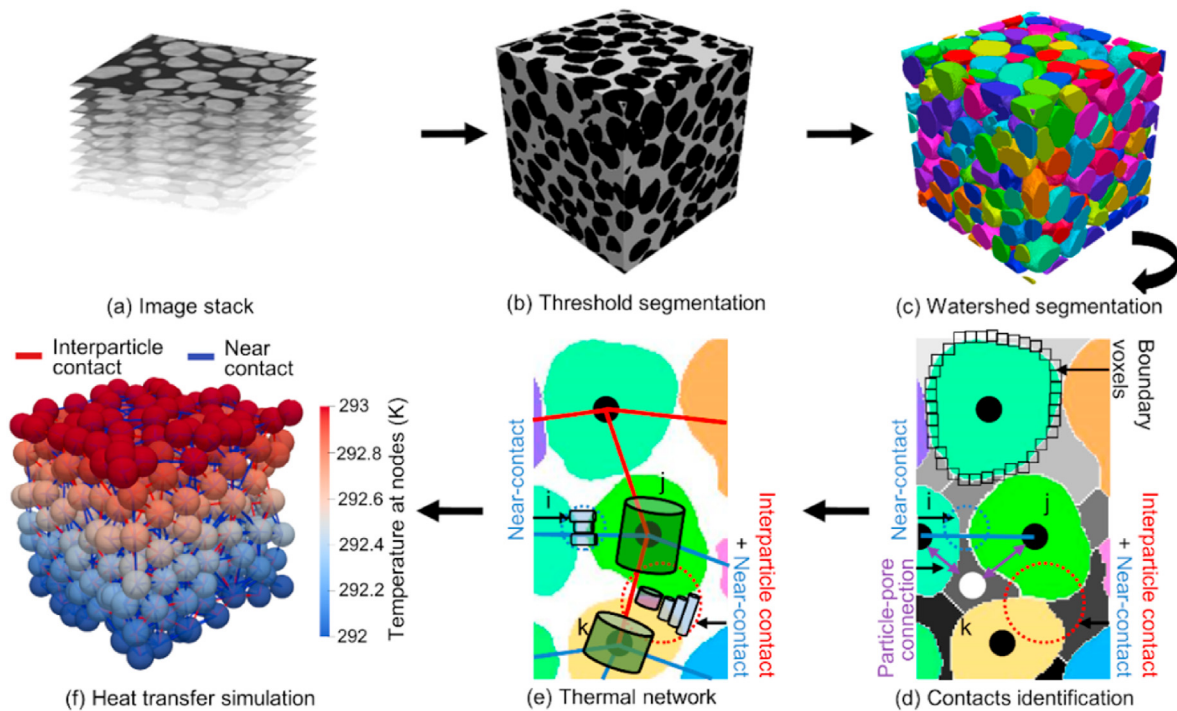 (a) Image stack
(b) Threshold segmentation
(c) Watershed segmentation
Interparticle
contact
Near
contact
293
292.8
292.6
292.4
292.2
292
Temperature at nodes (K)
(f) Heat transfer simulation
Near-contact
i
j
k
Interparticle contact
+ Near-contact
(e) Thermal network
Boundary
voxels
Near-contact
i
j
Particle-pore
connection
k
Interparticle contact
+ Near-contact
(d) Contacts identification